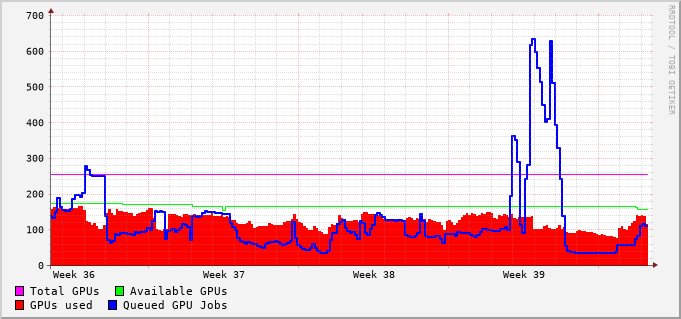 700
600
500
400
300
200
100
0
Week 36 Week 37 Week 38 Week 39
Total GPUs Available GPUs
GPUs used Queued GPU Jobs
RRDTOOL / TOBI OETIKER